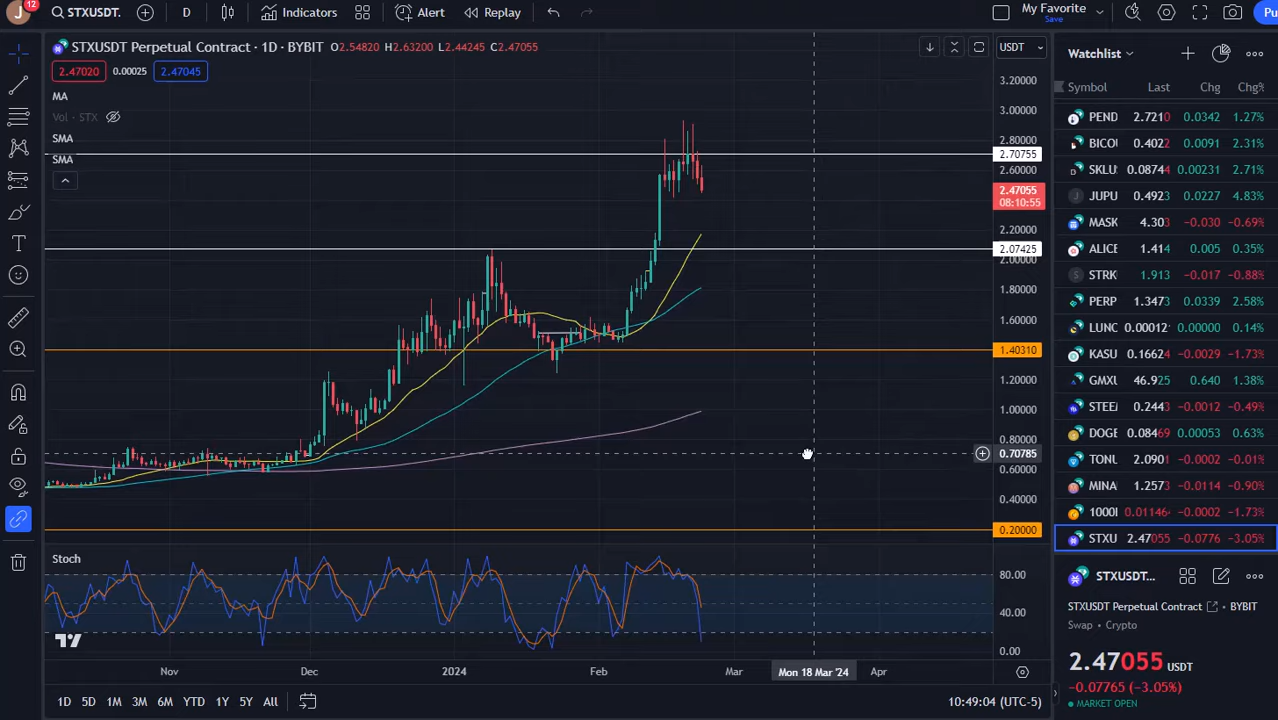 J 12 STXUSDT. D Indicators Alert Replay My Favorite Save Pu
STXUSDT Perpetual Contract · 1D · BYBIT O2.54820 H2.63200 L2.44245 C2.47055
2.47020 0.00025 2.47045
MA
Vol · STX
SMA
SMA
USDT
3.20000
3.00000
2.80000
2.70755
2.60000
2.47055
08:10:55
2.20000
2.07425
2.00000
1.80000
1.60000
1.40310
1.20000
1.00000
0.80000
0.70785
0.60000
0.40000
0.20000
Stoch
80.00
40.00
0.00
Nov Dec 2024 Feb Mar Mon 18 Mar '24 Apr
1D 5D 1M 3M 6M YTD 1Y 5Y All 10:49:04 (UTC-5)
Watchlist
Symbol Last Chg Chg%
PEND 2.7210 0.0342 1.27%
BICO 0.4022 0.0091 2.31%
SKLU 0.08744 0.00231 2.71%
J JUPU 0.4923 0.0227 4.83%
MASK 4.303 −0.030 −0.69%
ALICE 1.414 0.005 0.35%
S STRK 1.913 −0.017 −0.88%
PERP 1.3473 0.0339 2.58%
LUNC 0.00012 0.00000 0.14%
KASU 0.16624 −0.0029 −1.73%
GMXU 46.925 0.640 1.38%
STEE 0.2443 −0.0012 −0.49%
DOGE 0.08469 0.00053 0.63%
TONU 2.0901 −0.0002 −0.01%
MINA 1.2573 −0.0114 −0.90%
1000 0.01146 −0.0002 −1.73%
STXU 2.47055 −0.0776 −3.05%
STXUSDT...
STXUSDT Perpetual Contract · BYBIT
Swap · Crypto
2.47055 USDT
−0.07765 (−3.05%)
MARKET OPEN